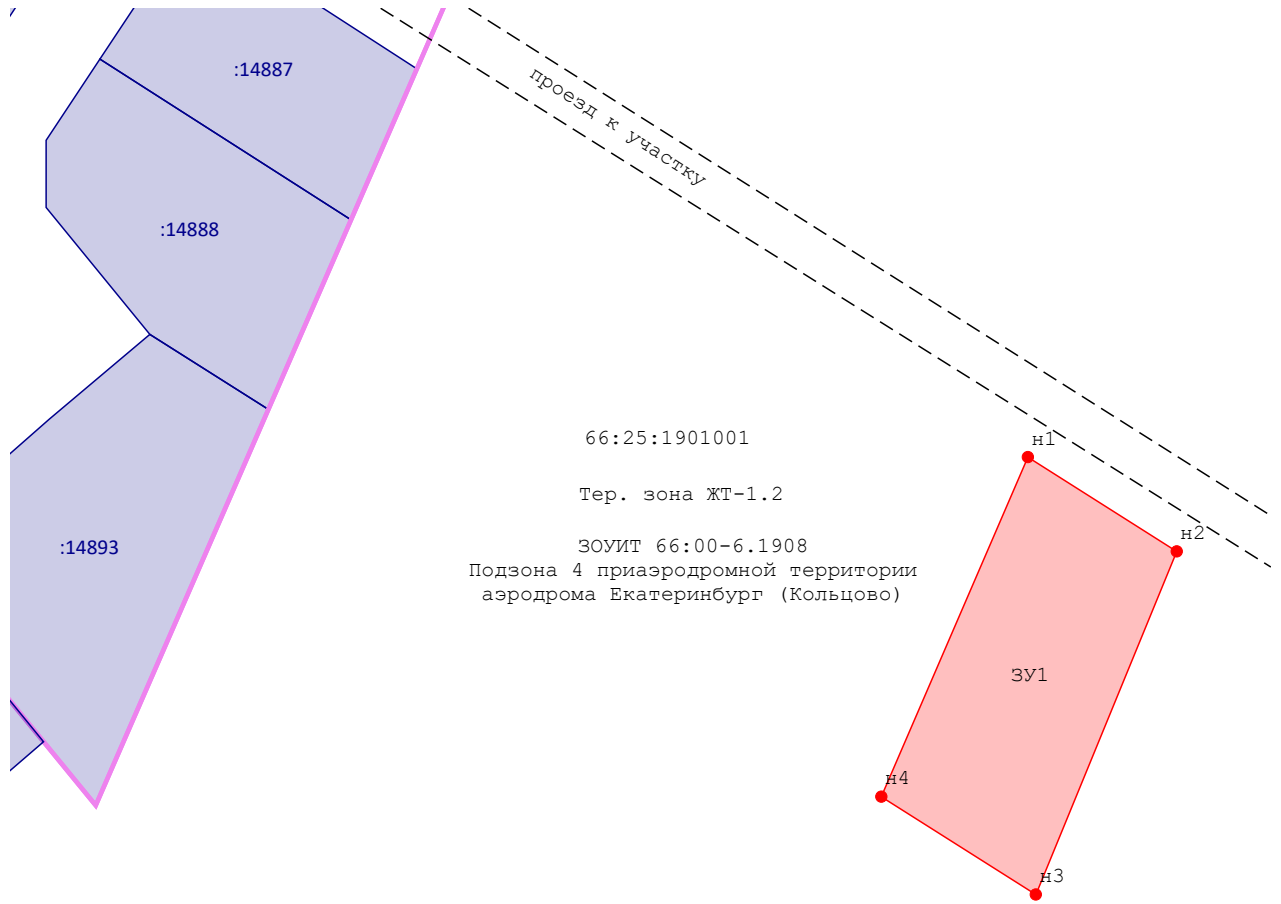 :14887
проезд к участку
:14888
66:25:1901001
н1
Тер. зона ЖТ-1.2
н2
:14893
ЗОУИТ 66:00-6.1908
Подзона 4 приаэродромной территории
аэродрома Екатеринбург (Кольцово)
ЗУ1
н4
н3